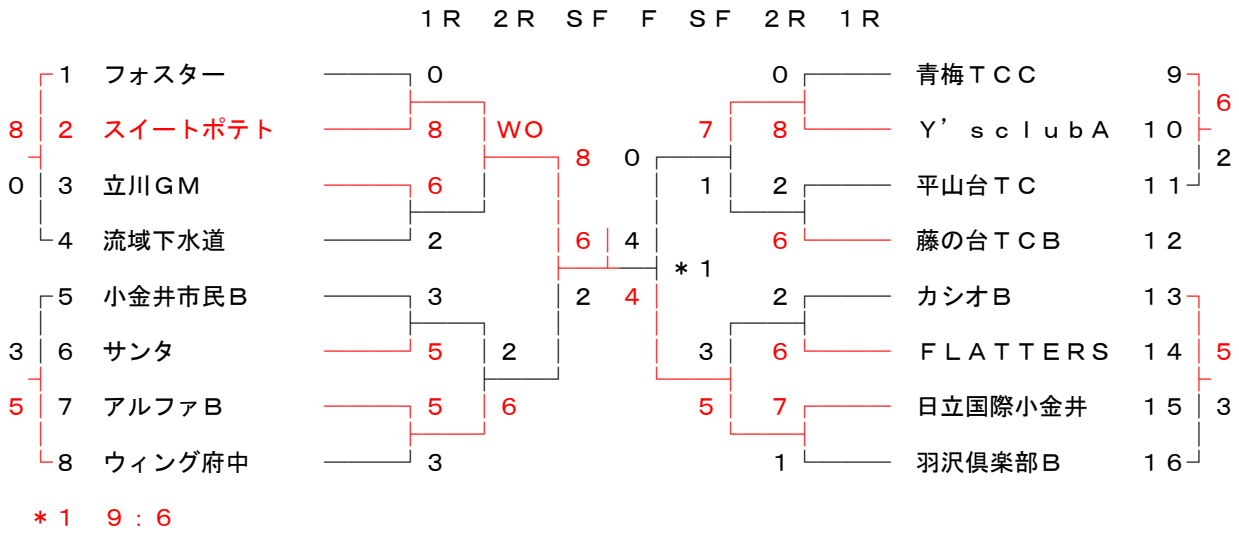 １Ｒ ２Ｒ ＳＦ Ｆ ＳＦ ２Ｒ １Ｒ
１ フォスター ０ ０ 青梅ＴＣＣ ９
６
８ ２ スイートポテト ８ ＷＯ ７ ８ Ｙ’ｓｃｌｕｂＡ １０
８ ０ ２
０ ３ 立川ＧＭ ６ １ ２ 平山台ＴＣ １１
４ 流域下水道 ２ ６ ４ ６ 藤の台ＴＣＢ １２
＊１
５ 小金井市民Ｂ ３ ２ ４ ２ カシオＢ １３
３ ６ サンタ ５ ２ ３ ６ ＦＬＡＴＴＥＲＳ １４ ５
５ ７ アルファＢ ５ ６ ５ ７ 日立国際小金井 １５ ３
８ ウィング府中 ３ １ 羽沢倶楽部Ｂ １６
＊１ ９：６